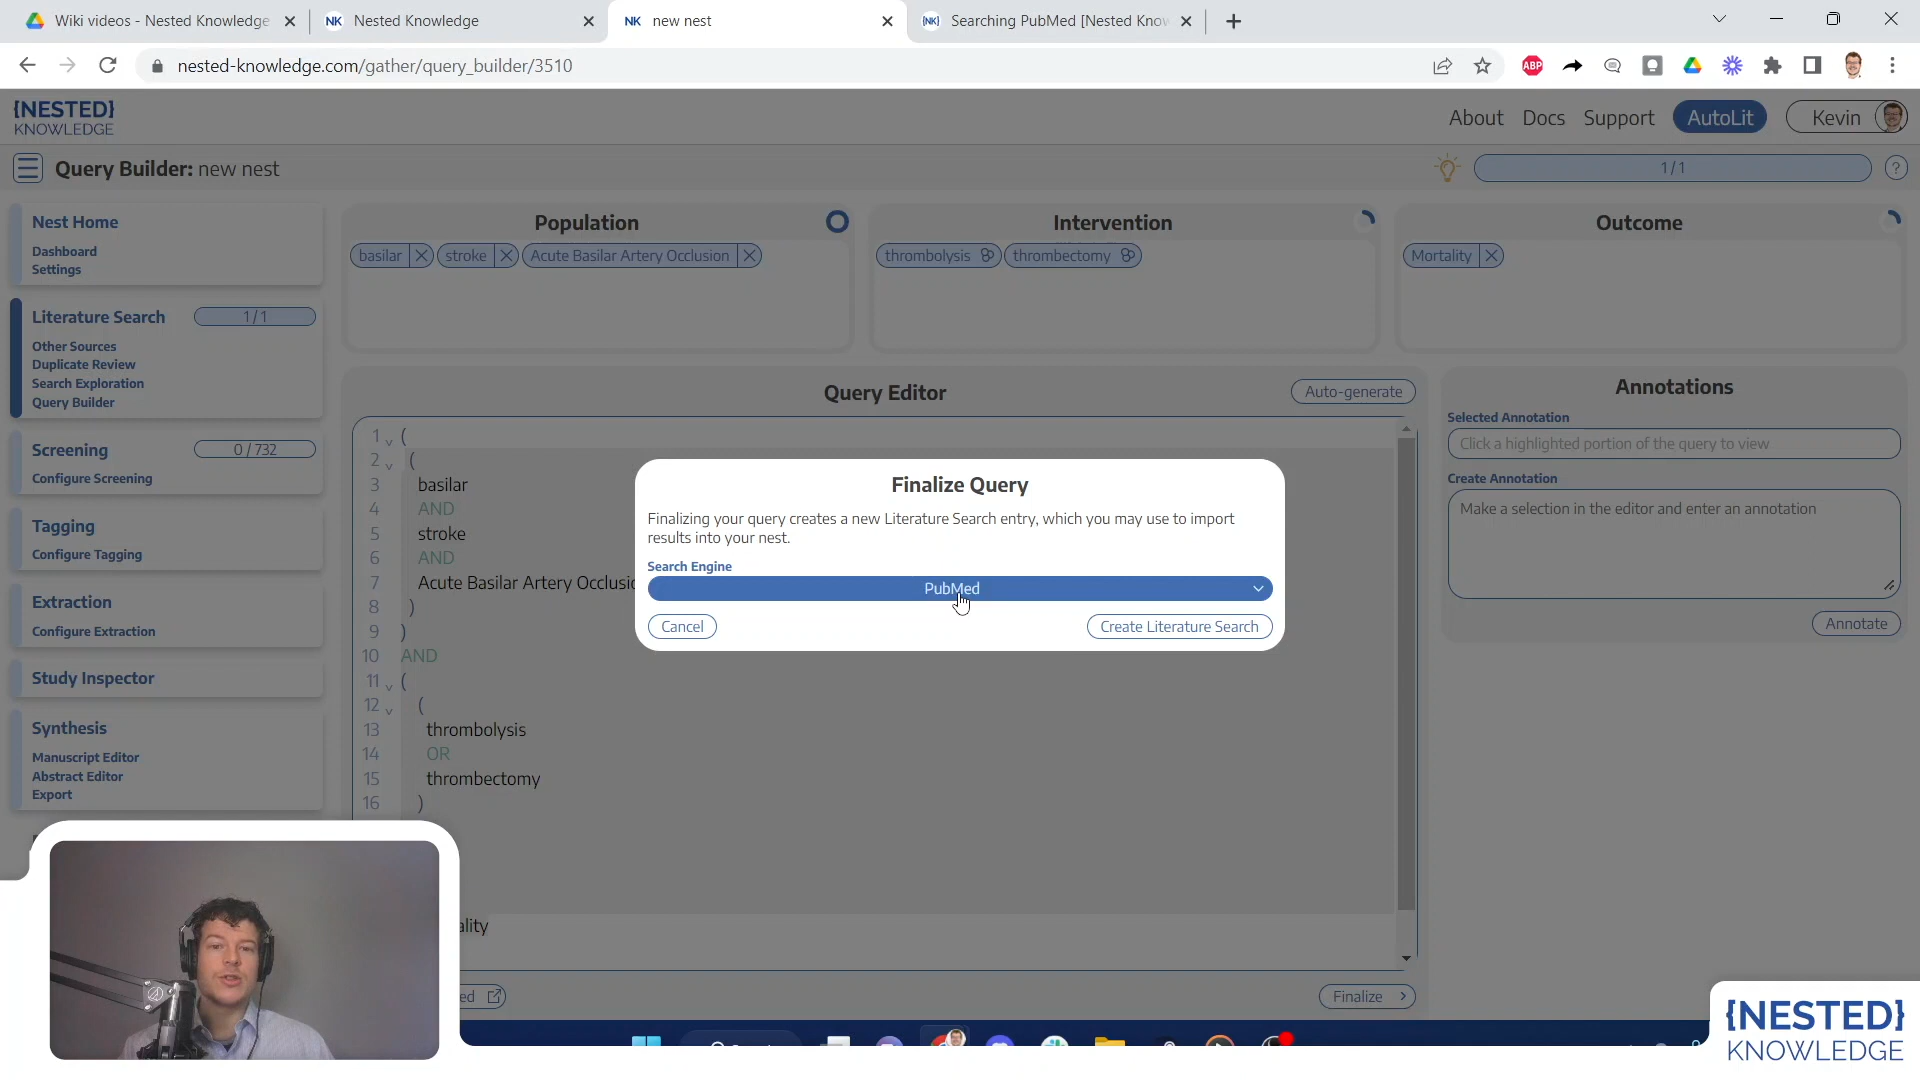 Wiki videos - Nested Knowledge
NK Nested Knowledge
NK new nest
{NK} Searching PubMed [Nested Know
nested-knowledge.com/gather/query_builder/3510
ABP
{NESTED}
KNOWLEDGE
About Docs Support AutoLit Kevin
Query Builder: new nest
1 / 1
?
Nest Home
Dashboard
Settings
Literature Search 1 / 1
Other Sources
Duplicate Review
Search Exploration
Query Builder
Screening 0 / 732
Configure Screening
Tagging
Configure Tagging
Extraction
Configure Extraction
Study Inspector
Synthesis
Manuscript Editor
Abstract Editor
Export
Population
basilar stroke Acute Basilar Artery Occlusion
Intervention
thrombolysis thrombectomy
Outcome
Mortality
Query Editor
Auto-generate
1 (
2 (
3 basilar
4 AND
5 stroke
6 AND
7 Acute Basilar Artery Occlusio
8 )
9 )
10 AND
11 (
12 (
13 thrombolysis
14 OR
15 thrombectomy
16 )
ality
ed
Finalize
Annotations
Selected Annotation
Click a highlighted portion of the query to view
Create Annotation
Make a selection in the editor and enter an annotation
Annotate
Finalize Query
Finalizing your query creates a new Literature Search entry, which you may use to import
results into your nest.
Search Engine
PubMed
Cancel
Create Literature Search
{NESTED}
KNOWLEDGE